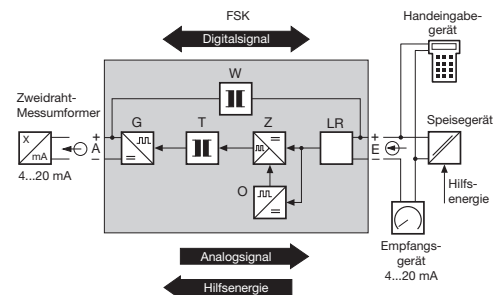 FSK
Digitalsignal
Handeingabe-
gerät
Zweidraht-
Messumformer
W
G
T
Z
LR
X
mA
+
A
–
+
E
–
4...20 mA
O
Speisegerät
Hilfs-
energie
Empfangs-
gerät
4...20 mA
Analogsignal
Hilfsenergie